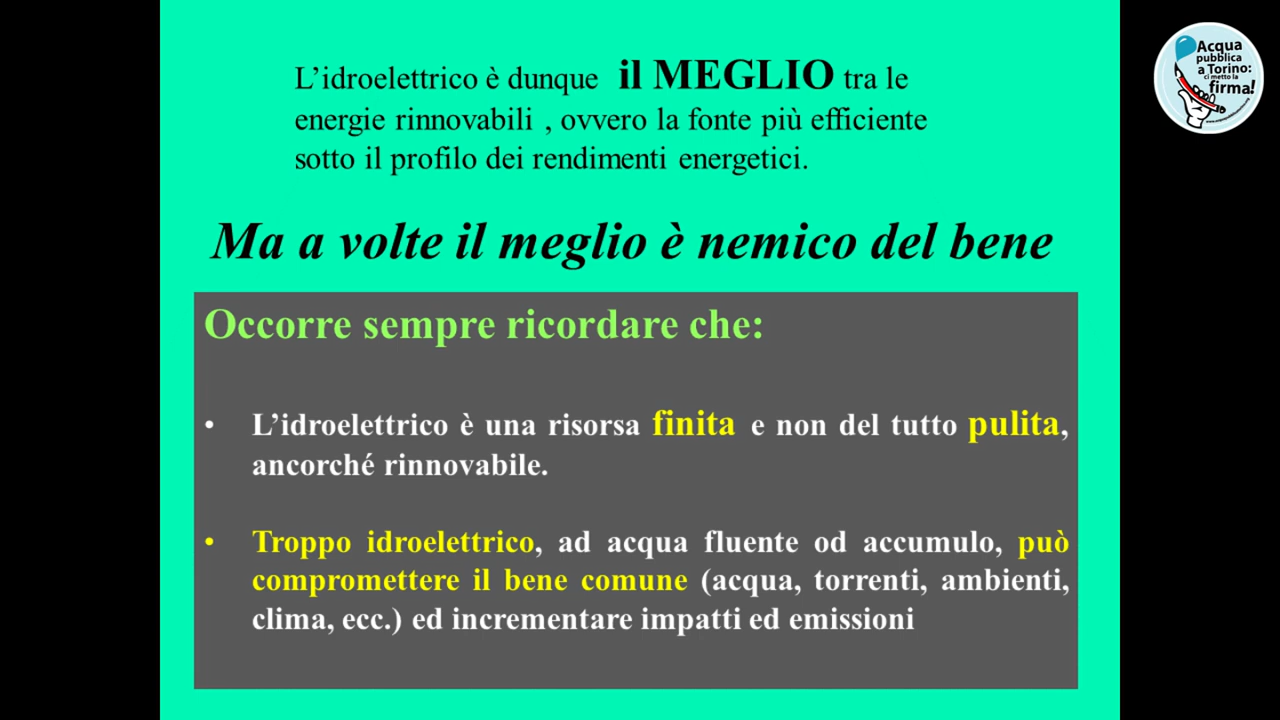 L’idroelettrico è dunque il MEGLIO tra le
energie rinnovabili , ovvero la fonte più efficiente
sotto il profilo dei rendimenti energetici.
Ma a volte il meglio è nemico del bene
Occorre sempre ricordare che:
• L’idroelettrico è una risorsa finita e non del tutto pulita,
ancorché rinnovabile.
• Troppo idroelettrico, ad acqua fluente od accumulo, può
compromettere il bene comune (acqua, torrenti, ambienti,
clima, ecc.) ed incrementare impatti ed emissioni
Acqua
pubblica
a Torino:
ci metto la
firma!